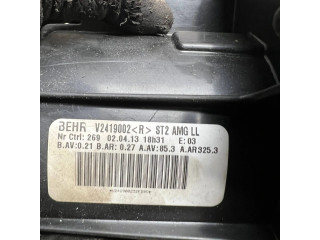 BEHR V2419002<R> ST2 AMG LL
Nr Ctrl: 269 02.04.13 18h31 E: 03
B.AV:0.21 B.AR: 0.27 A.AV:85.3 A.AR325.3